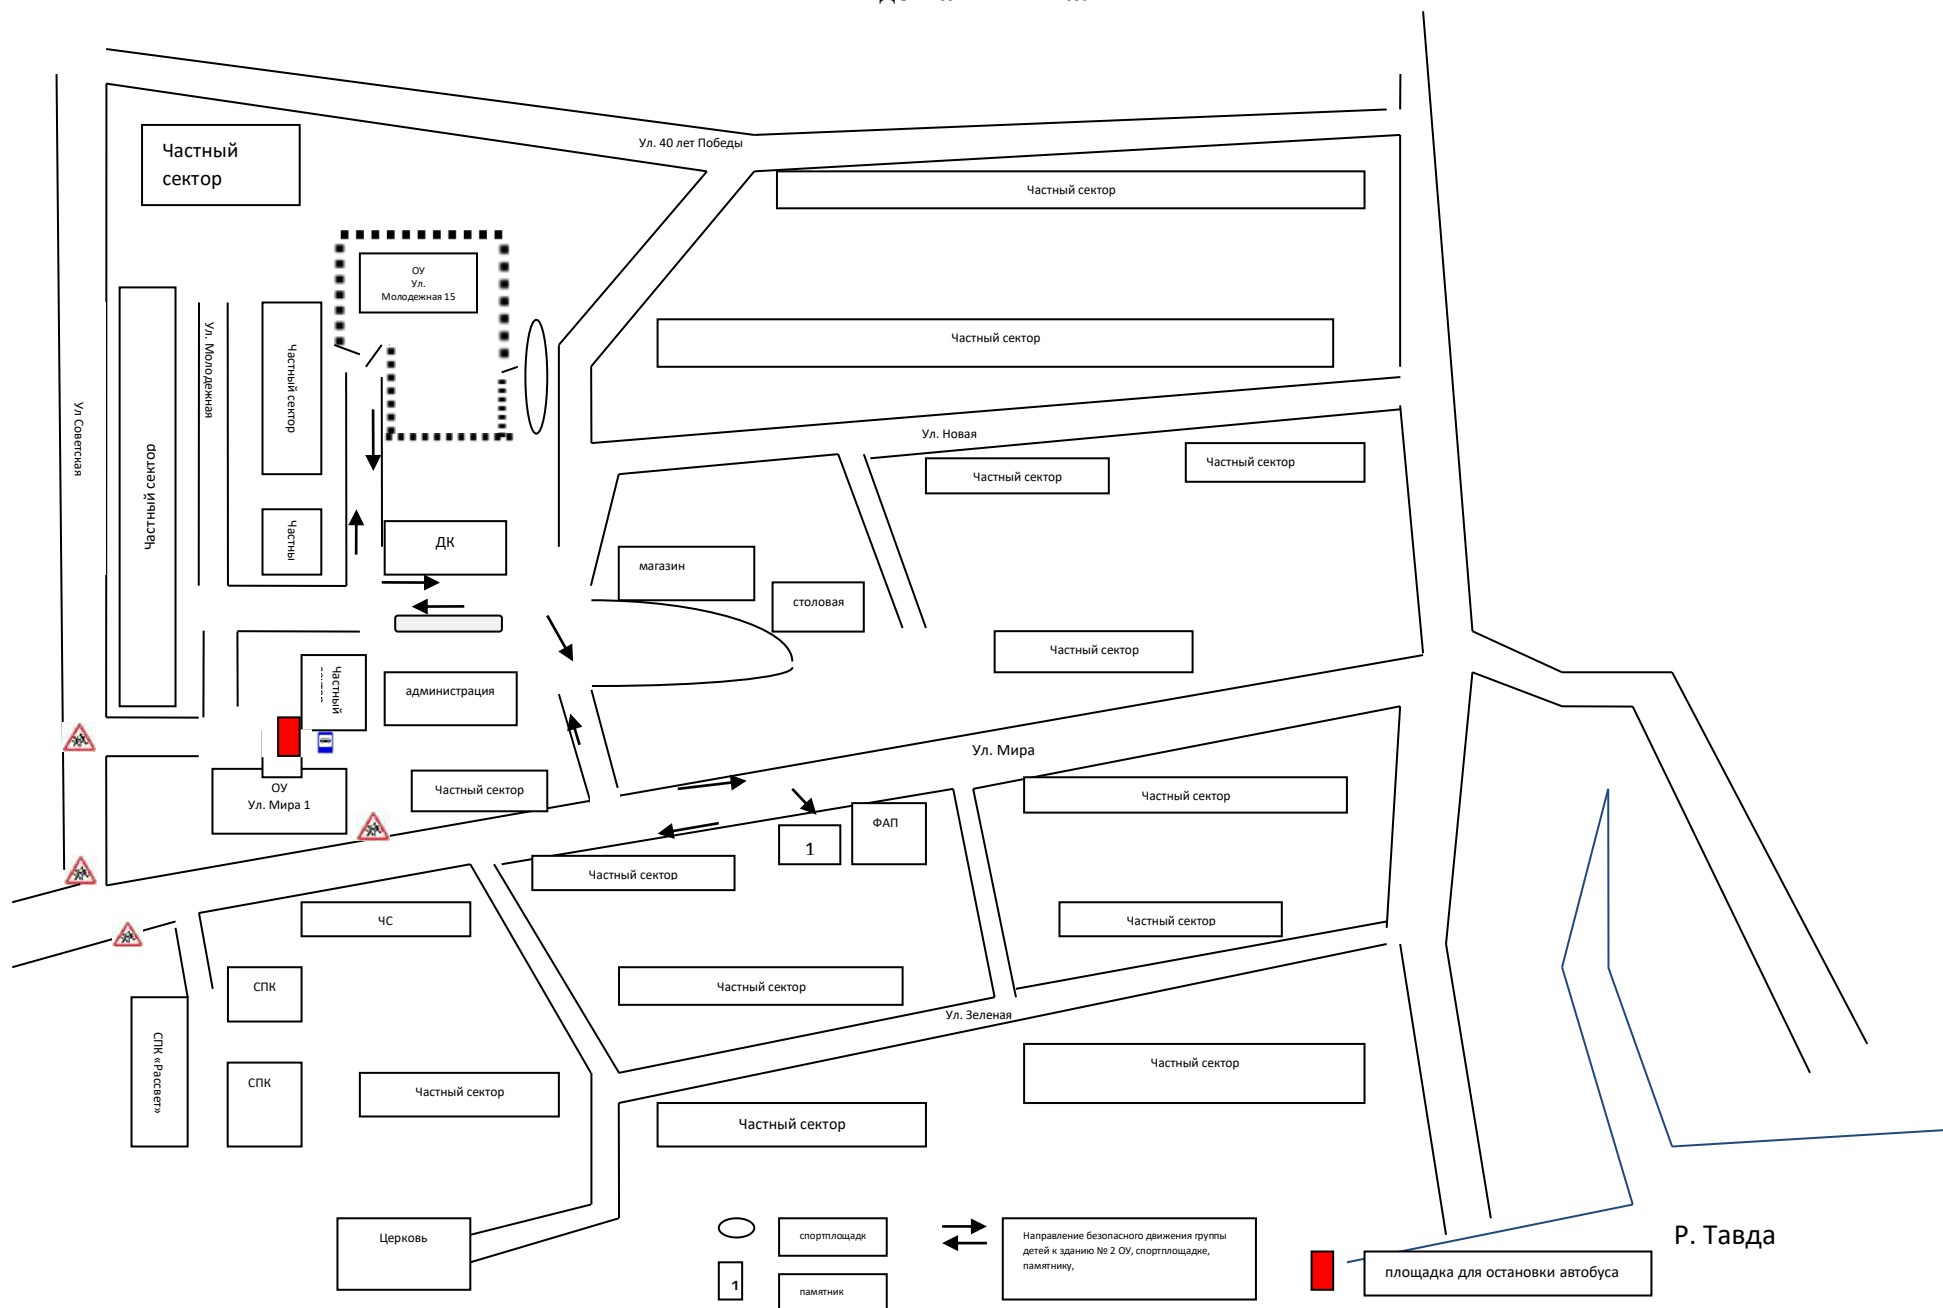 Ул. 40 лет Победы
Частный
сектор
Частный сектор
ОУ
Ул.
Молодежная 15
Частный сектор
Ул. Молодежная
Частный сектор
Ул Советская
Частный сектор
Ул. Новая
Частный сектор
Частный сектор
Частны
ДК
магазин
столовая
Частный сектор
Частный
администрация
Ул. Мира
ОУ
Ул. Мира 1
Частный сектор
Частный сектор
ФАП
1
Частный сектор
ЧС
Частный сектор
СПК
Частный сектор
Ул. Зеленая
СПК «Рассвет»
СПК
Частный сектор
Частный сектор
Частный сектор
Церковь
спортплощадк
Направление безопасного движения группы
детей к зданию № 2 ОУ, спортплощадке,
памятнику,
Р. Тавда
площадка для остановки автобуса
1
памятник